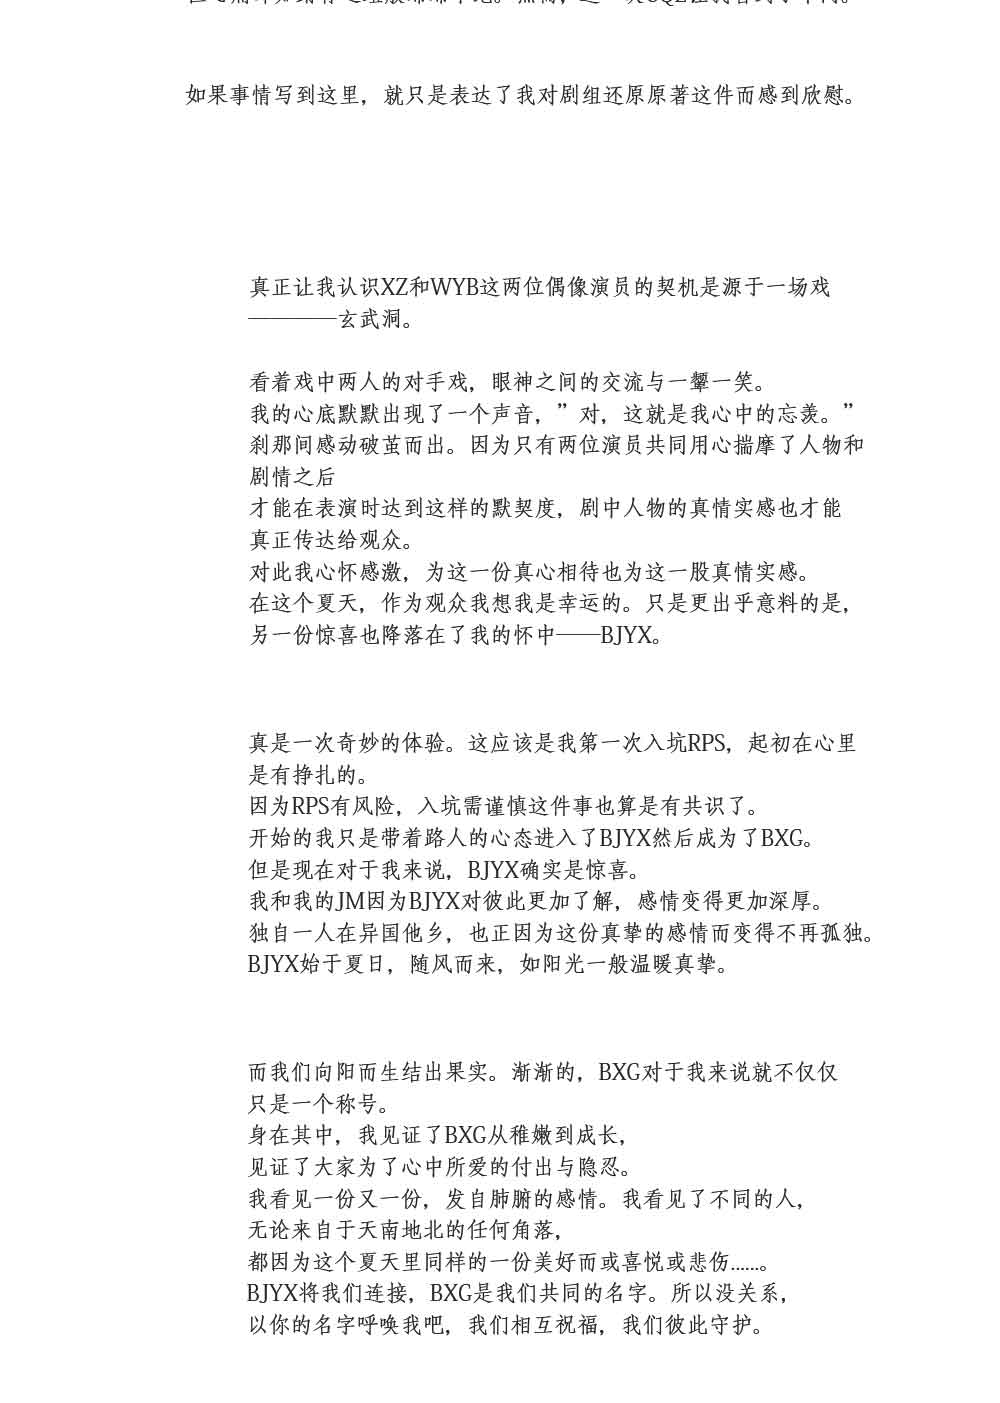 如果事情写到这里，就只是表达了我对剧组还原原著这件而感到欣慰。
真正让我认识XZ和WYB这两位偶像演员的契机是源于一场戏
————玄武洞。
看着戏中两人的对手戏，眼神之间的交流与一颦一笑。
我的心底默默出现了一个声音，”对，这就是我心中的忘羡。”
刹那间感动破茧而出。因为只有两位演员共同用心揣摩了人物和
剧情之后
才能在表演时达到这样的默契度，剧中人物的真情实感也才能
真正传达给观众。
对此我心怀感激，为这一份真心相待也为这一股真情实感。
在这个夏天，作为观众我想我是幸运的。只是更出乎意料的是，
另一份惊喜也降落在了我的怀中——BJYX。
真是一次奇妙的体验。这应该是我第一次入坑RPS，起初在心里
是有挣扎的。
因为RPS有风险，入坑需谨慎这件事也算是有共识了。
开始的我只是带着路人的心态进入了BJYX然后成为了BXG。
但是现在对于我来说，BJYX确实是惊喜。
我和我的JM因为BJYX对彼此更加了解，感情变得更加深厚。
独自一人在异国他乡，也正因为这份真挚的感情而变得不再孤独。
BJYX始于夏日，随风而来，如阳光一般温暖真挚。
而我们向阳而生结出果实。渐渐的，BXG对于我来说就不仅仅
只是一个称号。
身在其中，我见证了BXG从稚嫩到成长，
见证了大家为了心中所爱的付出与隐忍。
我看见一份又一份，发自肺腑的感情。我看见了不同的人，
无论来自于天南地北的任何角落，
都因为这个夏天里同样的一份美好而或喜悦或悲伤......。
BJYX将我们连接，BXG是我们共同的名字。所以没关系，
以你的名字呼唤我吧，我们相互祝福，我们彼此守护。